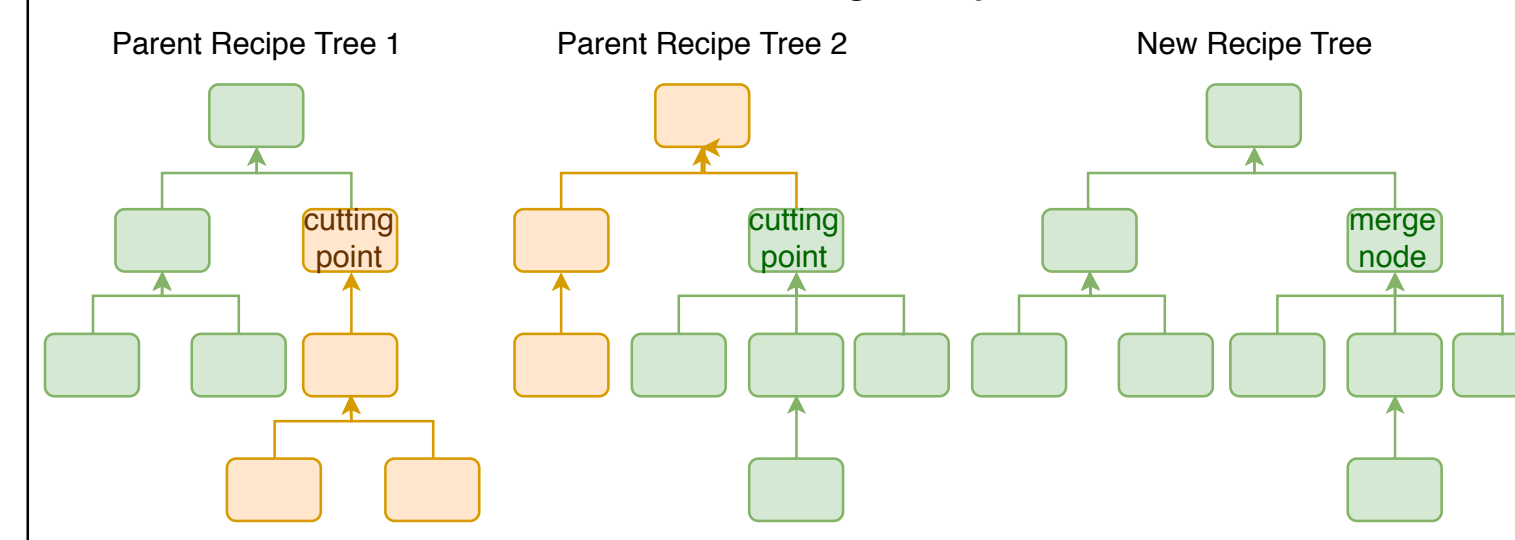 Parent Recipe Tree 1
Parent Recipe Tree 2
New Recipe Tree
cutting
point
cutting
point
merge
node